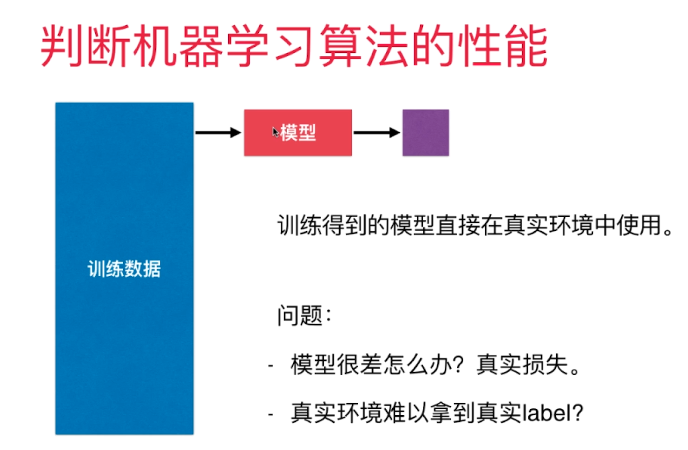 判断机器学习算法的性能
模型
训练得到的模型直接在真实环境中使用。
训练数据
问题：
- 模型很差怎么办？真实损失。
- 真实环境难以拿到真实label？